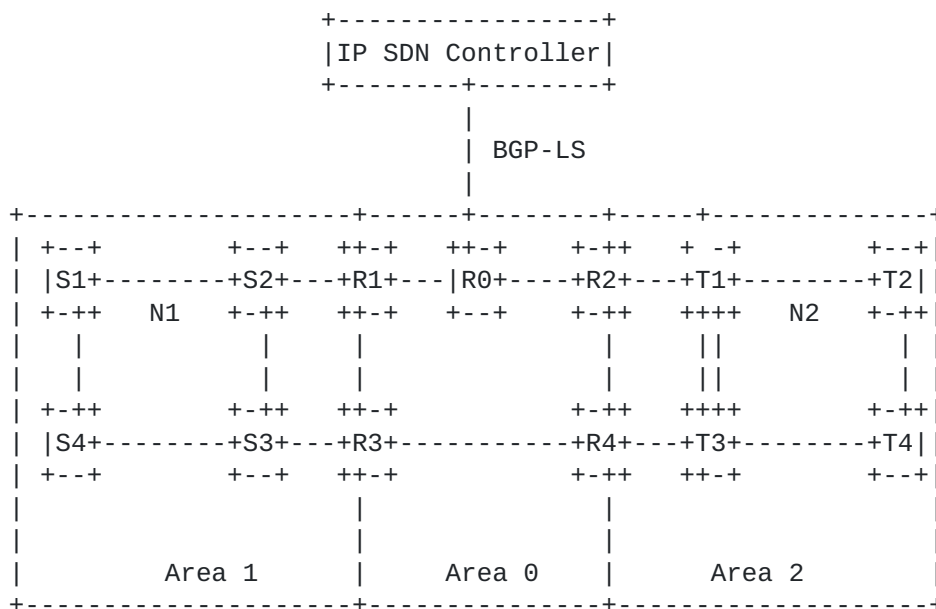 IP SDN Controller
BGP-LS
S1 S2 R1 R0 R2 T1 T2
N1 N2
S4 S3 R3 R4 T3 T4
Area 1 Area 0 Area 2